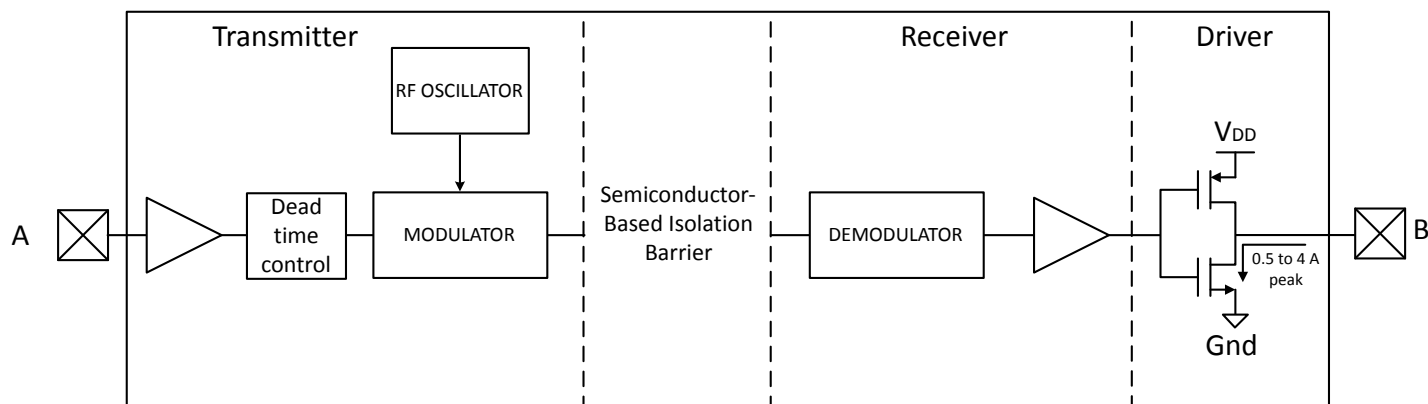 Transmitter
Receiver
Driver
RF OSCILLATOR
VDD
A
Dead
time
control
MODULATOR
Semiconductor-
Based Isolation
Barrier
DEMODULATOR
B
0.5 to 4 A
peak
Gnd